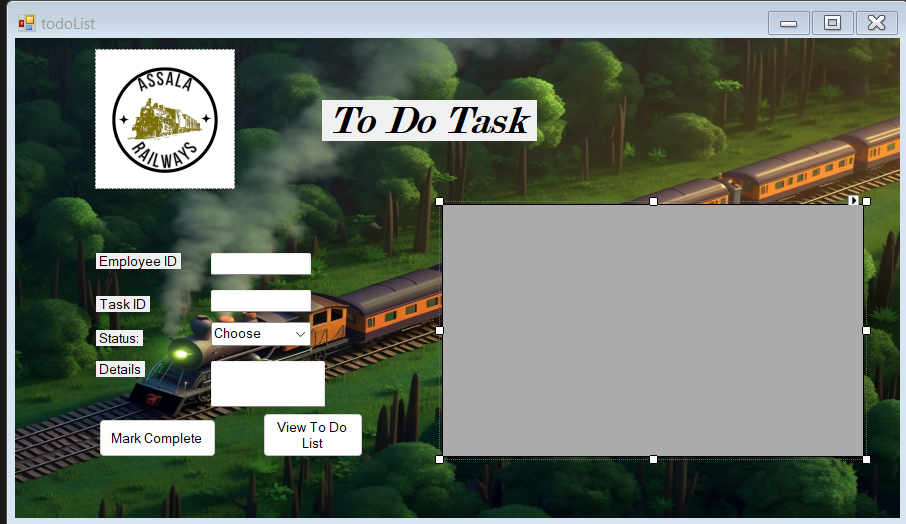 todoList
ASSALA
RAILWAYS
To Do Task
Employee ID
Task ID
Status:
Choose
Details
Mark Complete
View To Do
List